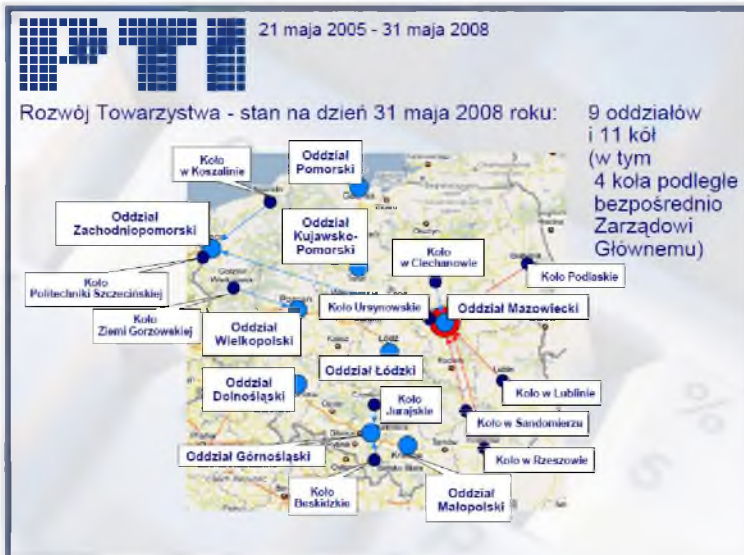 PTI
21 maja 2005 - 31 maja 2008
Rozwój Towarzystwa - stan na dzień 31 maja 2008 roku:
9 oddziałów
i 11 kół
(w tym
4 koła podległe
bezpośrednio
Zarządowi
Głównemu)
Koło
w Koszalinie
Oddział
Pomorski
Oddział
Zachodniopomorski
Oddział
Kujawsko-
Pomorski
Koło
w Ciechanowie
Koło Podlaskie
Koło
Politechniki Szczecińskiej
Koło
Ziemi Gorzowskiej
Koło Ursynowskie
Oddział Mazowiecki
Oddział
Wielkopolski
Oddział Łódzki
Oddział
Dolnośląski
Koło
Jurajskie
Koło w Lublinie
Koło w Sandomierzu
Oddział Górnośląski
Koło w Rzeszowie
Koło
Beskidzkie
Oddział
Małopolski
Poznań
Łódź
Lublin